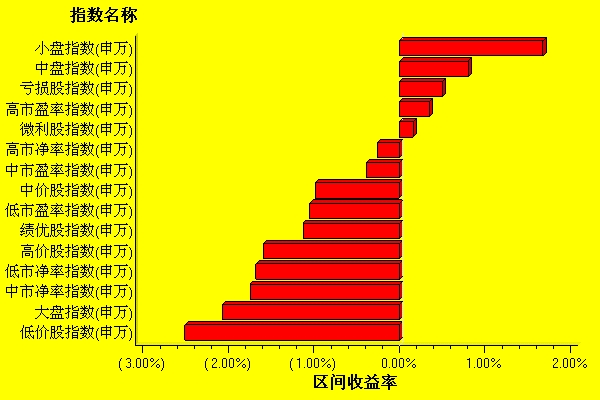 指数名称
小盘指数(申万)
中盘指数(申万)
亏损股指数(申万)
高市盈率指数(申万)
微利股指数(申万)
高市净率指数(申万)
中市盈率指数(申万)
中价股指数(申万)
低市盈率指数(申万)
绩优股指数(申万)
高价股指数(申万)
低市净率指数(申万)
中市净率指数(申万)
大盘指数(申万)
低价股指数(申万)
(3.00%) (2.00%) (1.00%) 0.00% 1.00% 2.00%
区间收益率